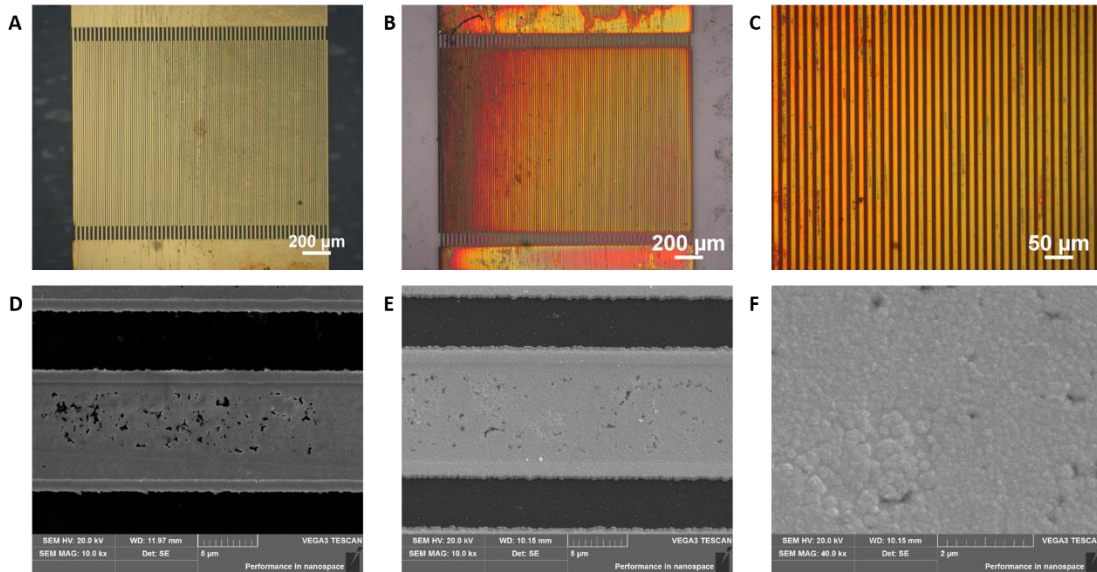 A
200 µm
B
200 µm
C
50 µm
D
SEM HV: 20.0 kV WD: 11.97 mm VEGA3 TESCAN
SEM MAG: 10.0 kx Det: SE 5 µm
Performance in nanospace
E
SEM HV: 20.0 kV WD: 10.15 mm VEGA3 TESCAN
SEM MAG: 10.0 kx Det: SE 5 µm
Performance in nanospace
F
SEM HV: 20.0 kV WD: 10.15 mm VEGA3 TESCAN
SEM MAG: 40.0 kx Det: SE 2 µm
Performance in nanospace